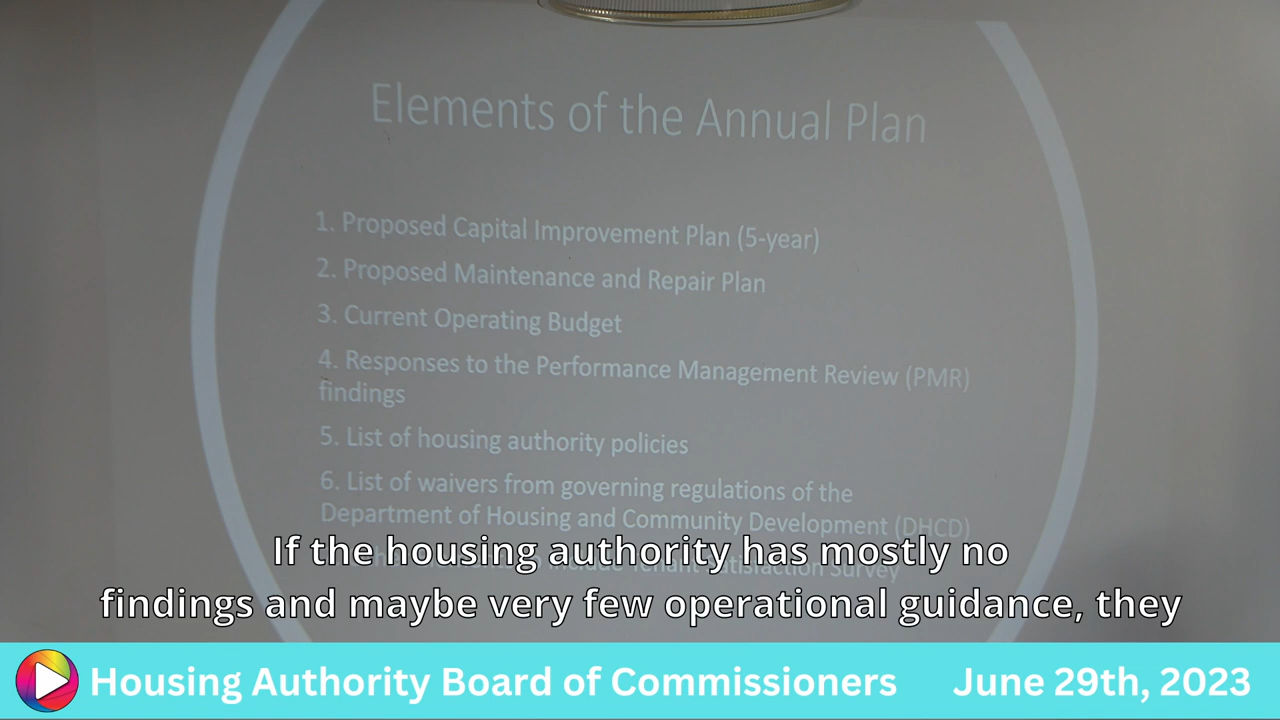 Elements of the Annual Plan
1. Proposed Capital Improvement Plan (5-year)
2. Proposed Maintenance and Repair Plan
3. Current Operating Budget
4. Responses to the Performance Management Review (PMR)
findings
5. List of housing authority policies
6. List of waivers from governing regulations of the
Department of Housing and Community Development (DHCD)
include Tenant Satisfaction Survey
If the housing authority has mostly no
findings and maybe very few operational guidance, they
Housing Authority Board of Commissioners
June 29th, 2023